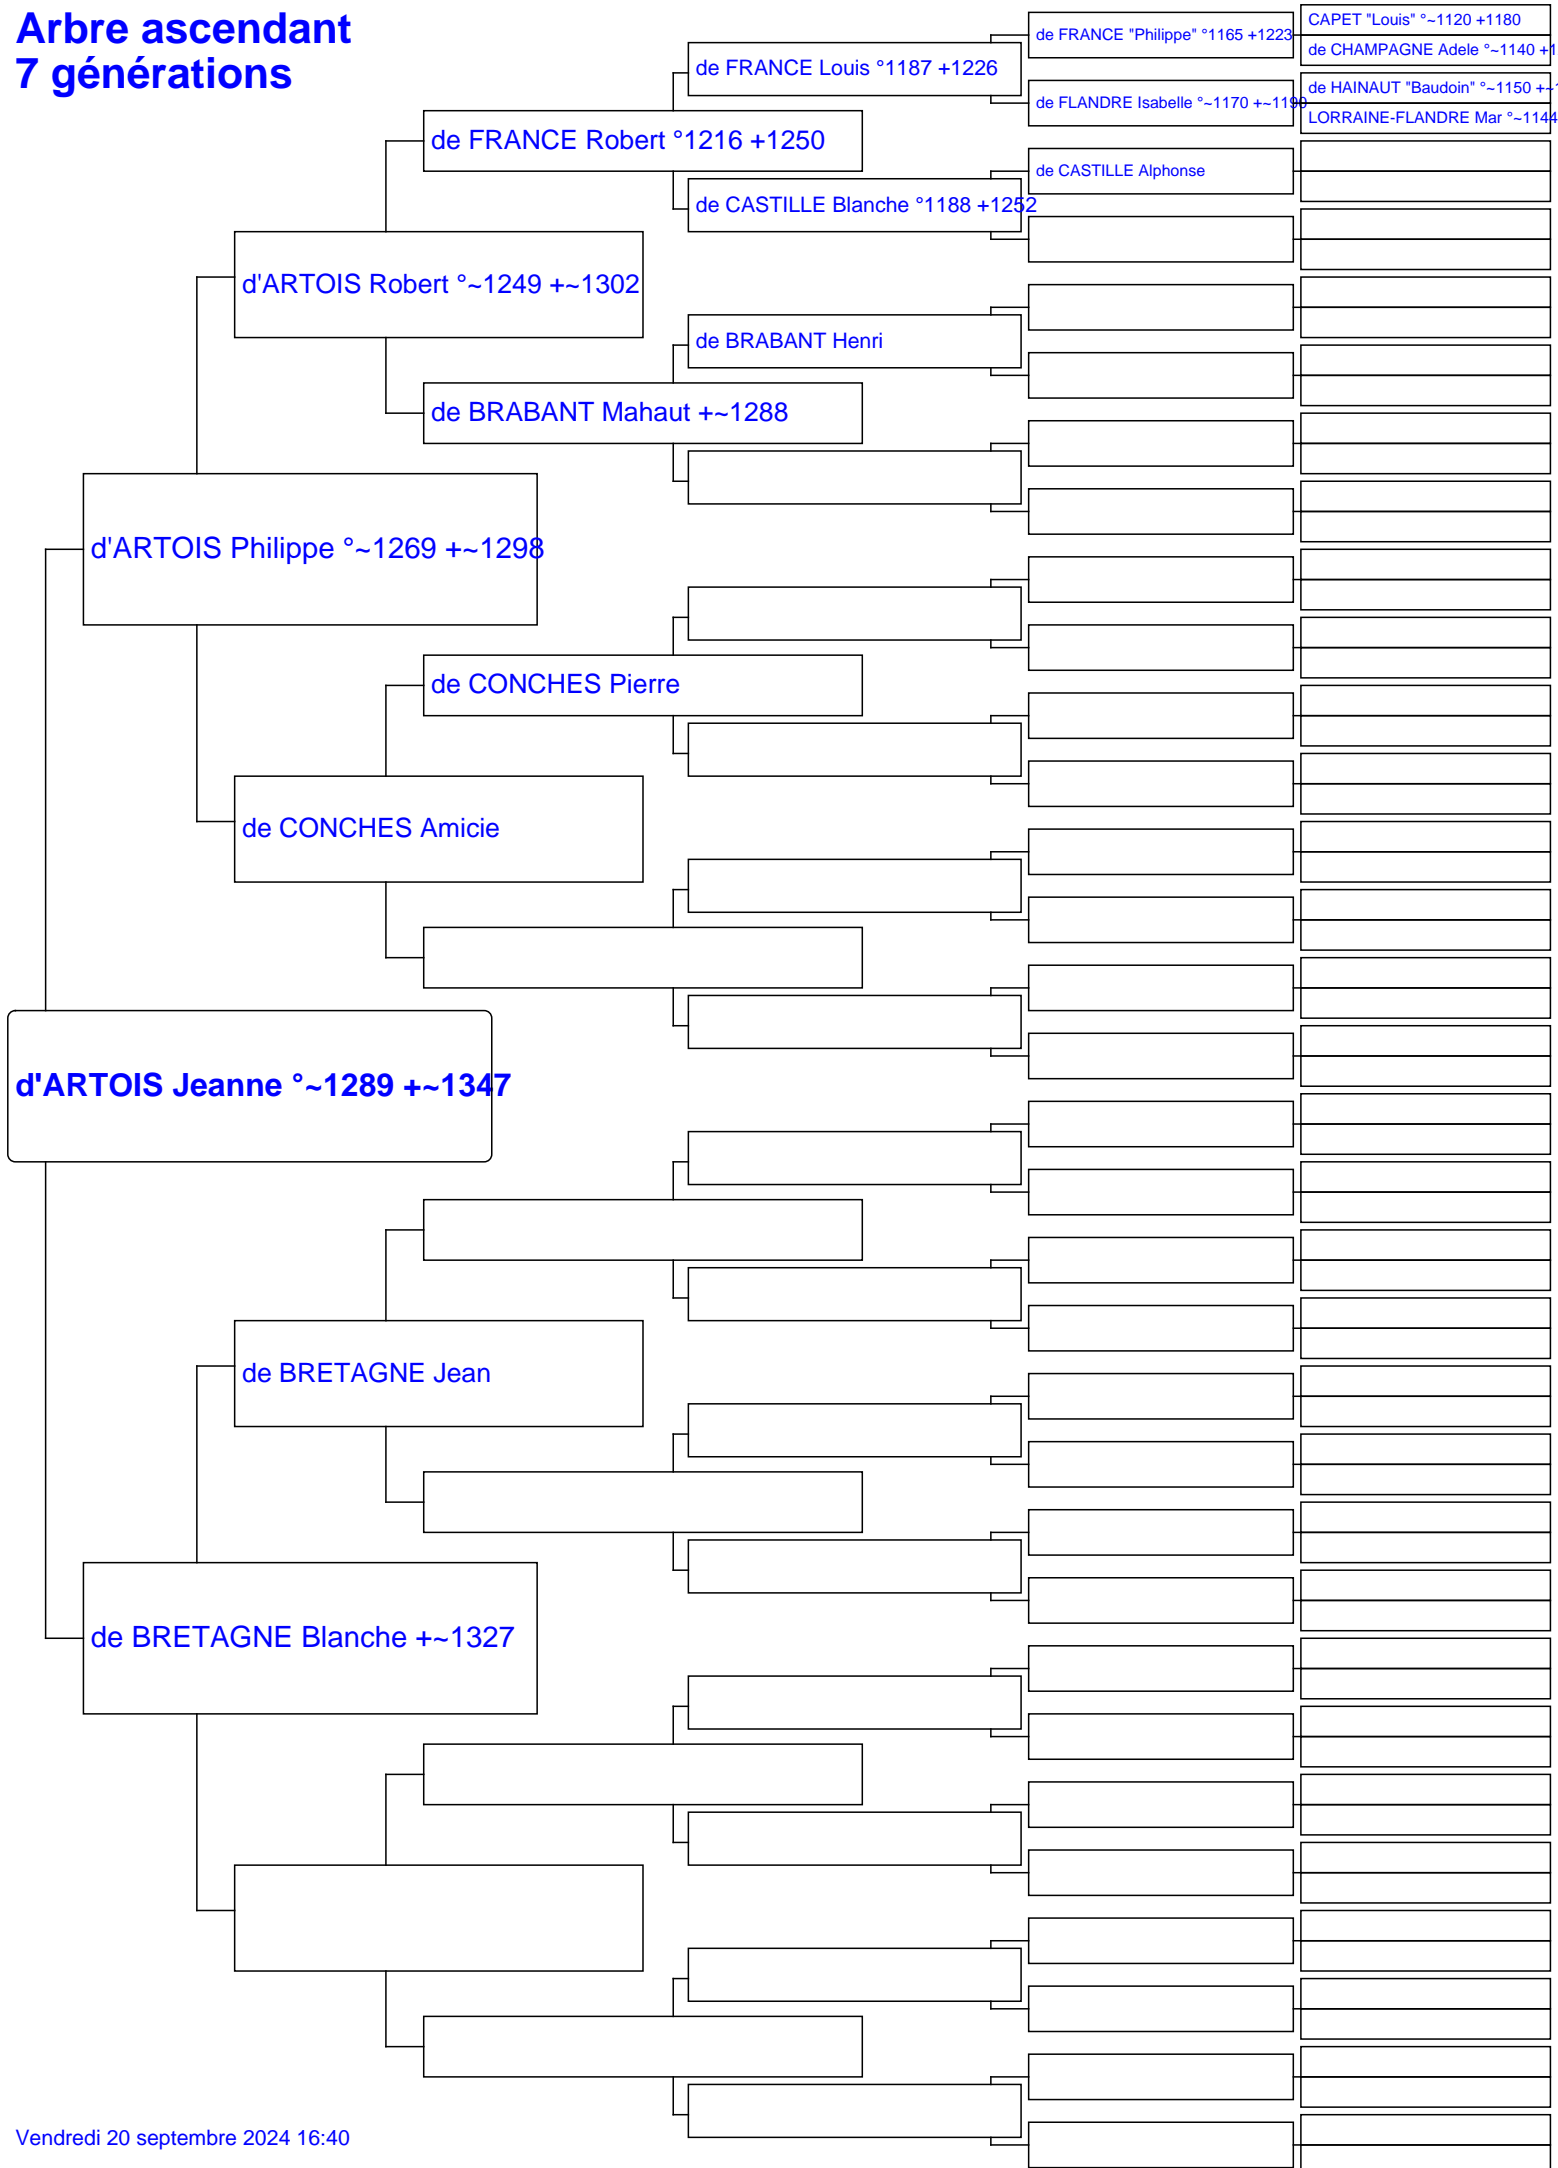 Arbre ascendant
7 générations
CAPET "Louis" °~1120 +1180
de FRANCE "Philippe" °1165 +1223
de CHAMPAGNE Adele °~1140 +1
de FRANCE Louis °1187 +1226
de HAINAUT "Baudoin" °~1150 +~
de FLANDRE Isabelle °~1170 +~1190
LORRAINE-FLANDRE Mar °~1144
de FRANCE Robert °1216 +1250
de CASTILLE Alphonse
de CASTILLE Blanche °1188 +1252
d'ARTOIS Robert °~1249 +~1302
de BRABANT Henri
de BRABANT Mahaut +~1288
d'ARTOIS Philippe °~1269 +~1298
de CONCHES Pierre
de CONCHES Amicie
d'ARTOIS Jeanne °~1289 +~1347
de BRETAGNE Jean
de BRETAGNE Blanche +~1327
Vendredi 20 septembre 2024 16:40